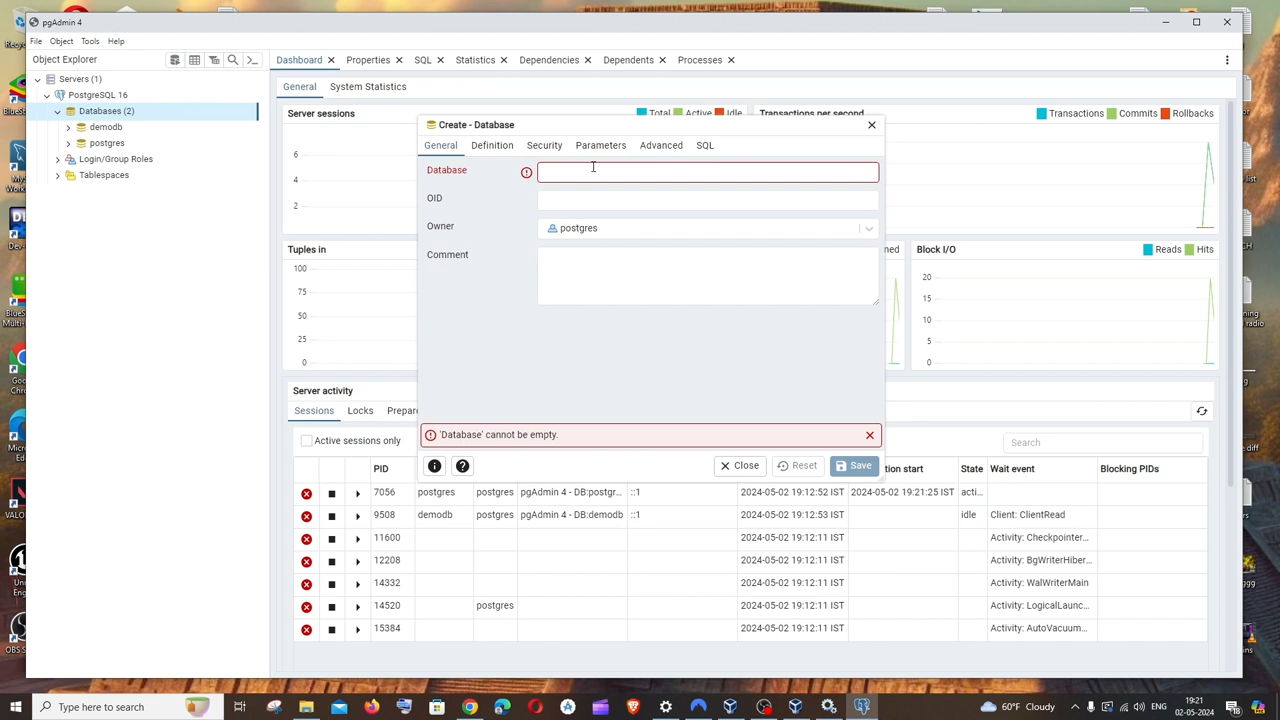 pgAdmin 4
File Object Tools Help
Object Explorer
Dashboard Properties SQL Statistics Dependencies Dependents Processes
Servers (1)
PostgreSQL 16
Databases (2)
demodb
postgres
Login/Group Roles
Tablespaces
General System Statistics
Server sessions
Total Active Idle
Transactions per second
Transactions Commits Rollbacks
6
4
2
Create - Database
General Definition Security Parameters Advanced SQL
Database
OID
Owner postgres
Comment
'Database' cannot be empty.
Close Reset Save
Tuples in
100
75
50
25
0
Block I/O
Reads Hits
20
15
10
5
0
Server activity
Sessions Locks
Active sessions only
Search
PID State Wait event Blocking PIDs
7056 postgres postgres pgAdmin 4 - DB:postgr... ::1 2024-05-02 19:12:52 IST 2024-05-02 19:21:25 IST acti...
9508 demodb postgres pgAdmin 4 - DB:demodb ::1 2024-05-02 19:12:53 IST idle Client: ClientRead
11600 2024-05-02 19:12:11 IST Activity: Checkpointer...
12208 2024-05-02 19:12:11 IST Activity: BgWriterHiber...
14332 2024-05-02 19:12:11 IST Activity: WalWriterMain
14520 postgres 2024-05-02 19:12:11 IST Activity: LogicalLaunc...
15384 2024-05-02 19:12:11 IST Activity: AutoVacuum...
Type here to search
60°F Cloudy
19:21
02-05-2024